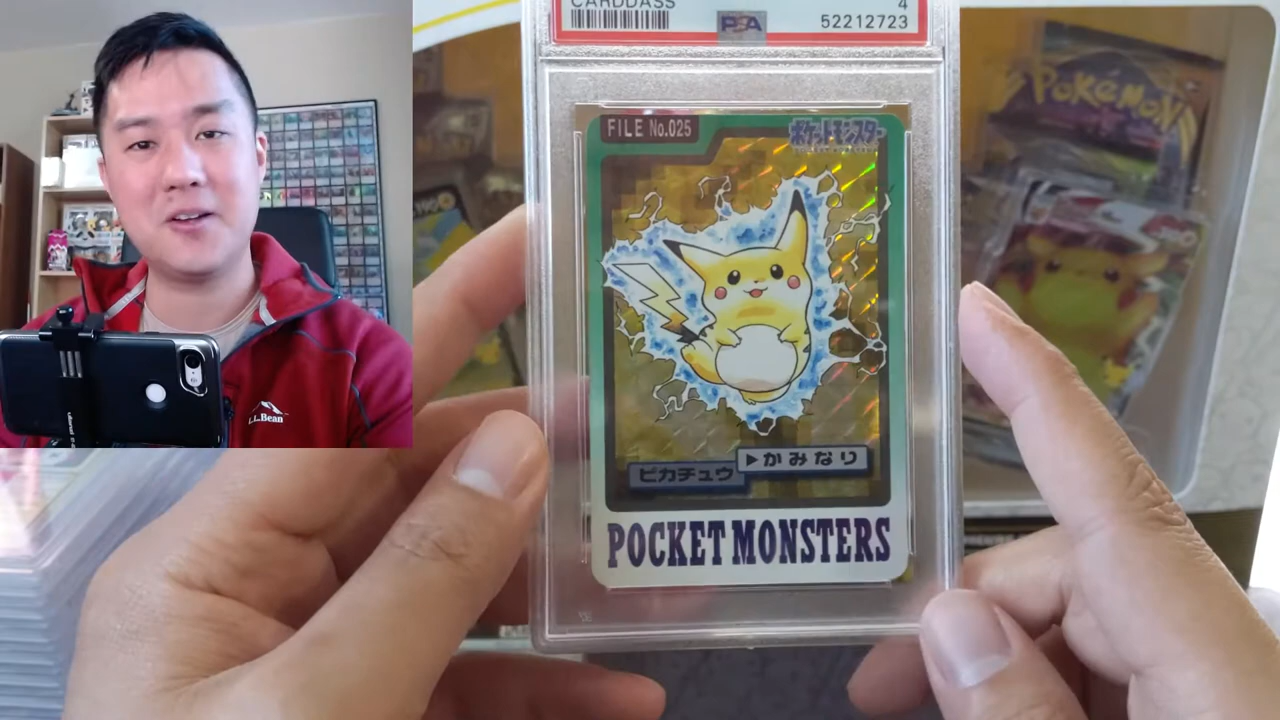 CARDDASS
4
PSA
52212723
FILE No.025
ポケットモンスター
▶かみなり
ピカチュウ
POCKET MONSTERS
POKéMON
L.L.Bean